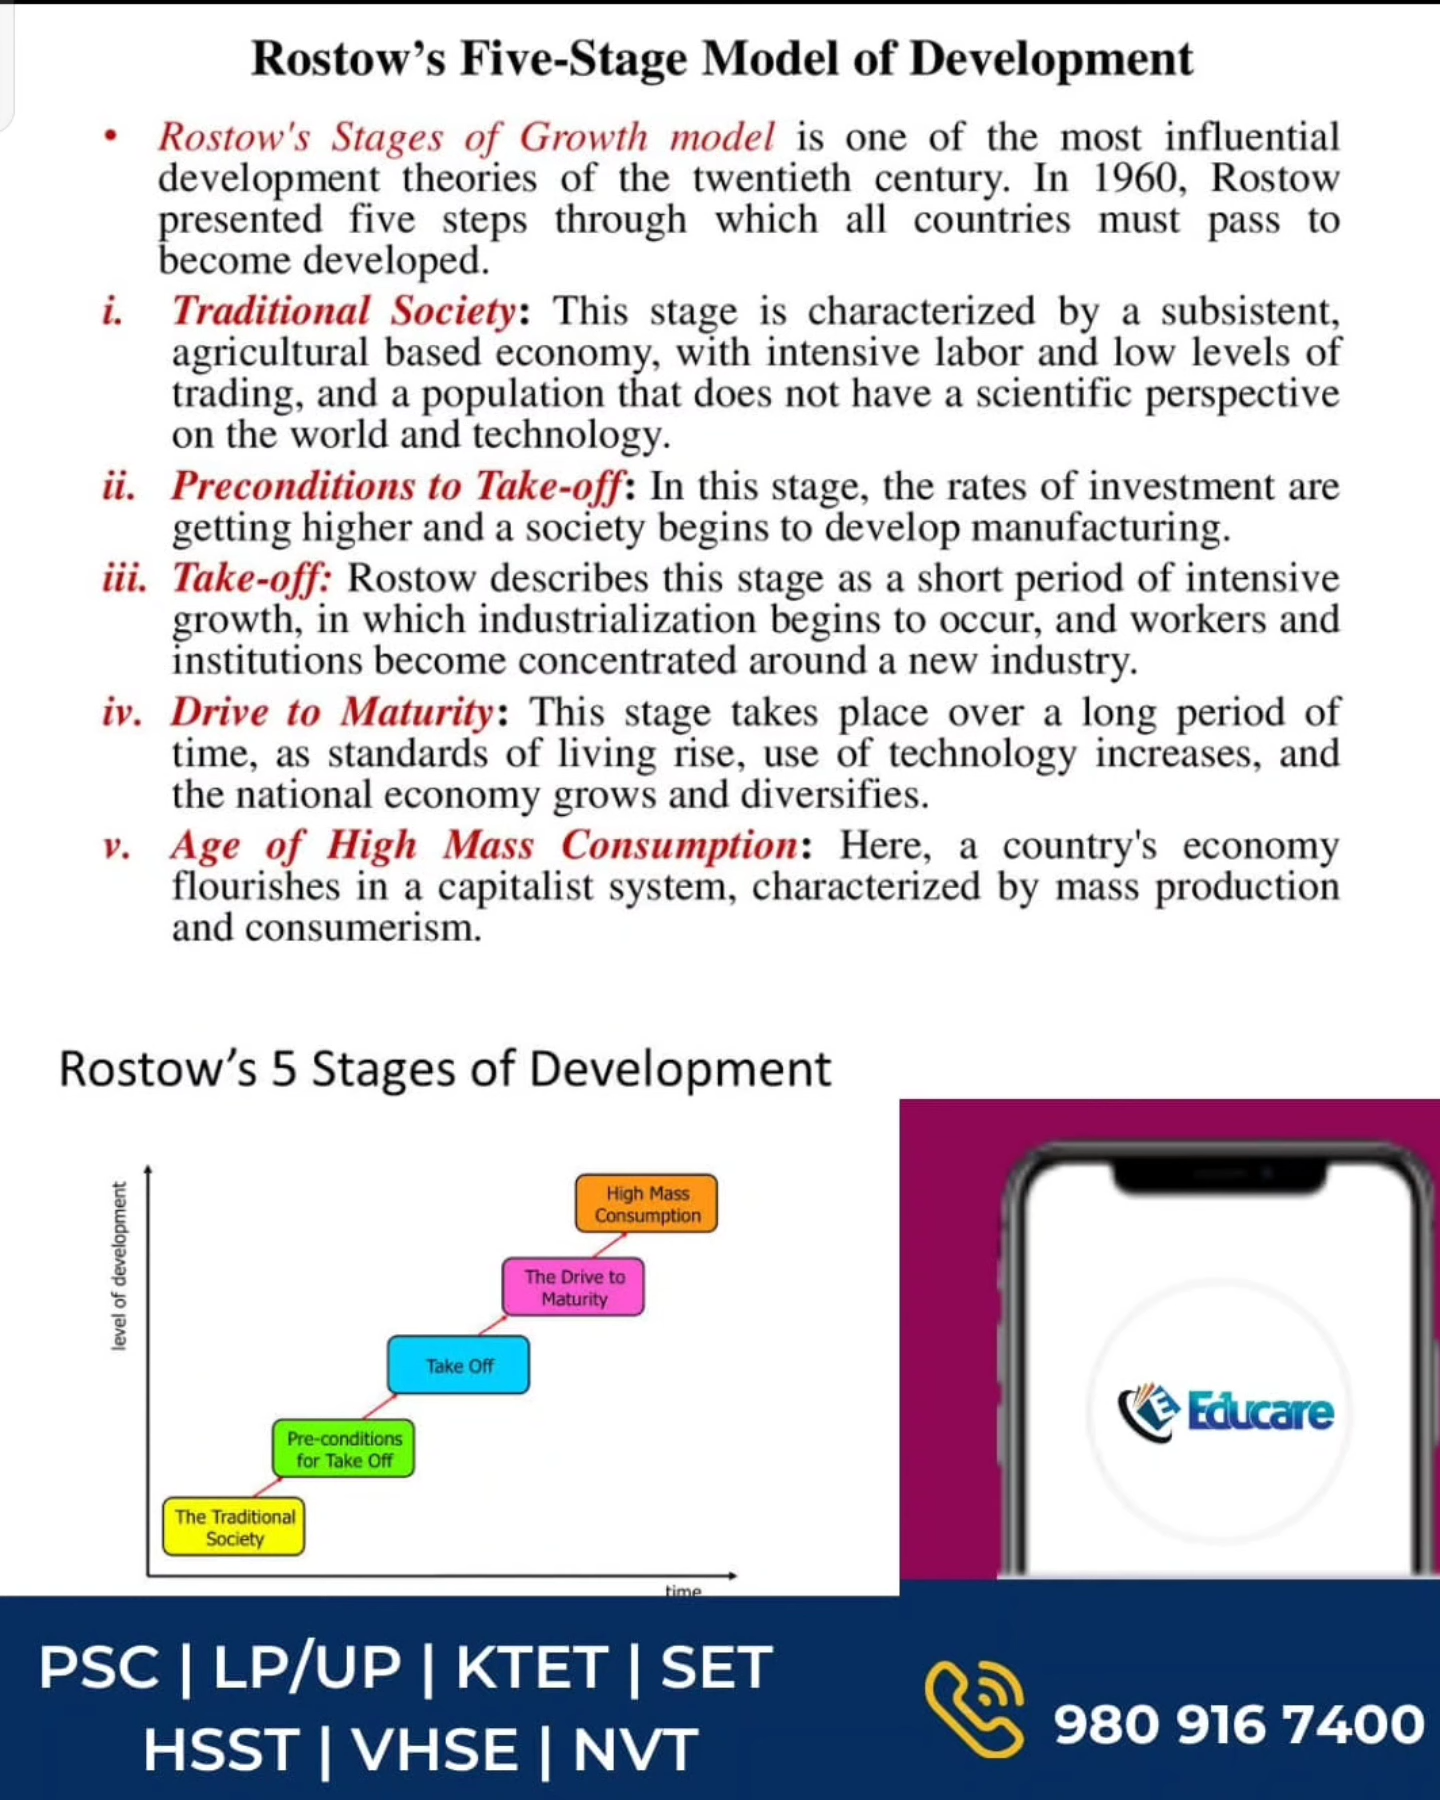 Rostow’s Five-Stage Model of Development
• Rostow's Stages of Growth model is one of the most influential
development theories of the twentieth century. In 1960, Rostow
presented five steps through which all countries must pass to
become developed.
i. Traditional Society: This stage is characterized by a subsistent,
agricultural based economy, with intensive labor and low levels of
trading, and a population that does not have a scientific perspective
on the world and technology.
ii. Preconditions to Take-off: In this stage, the rates of investment are
getting higher and a society begins to develop manufacturing.
iii. Take-off: Rostow describes this stage as a short period of intensive
growth, in which industrialization begins to occur, and workers and
institutions become concentrated around a new industry.
iv. Drive to Maturity: This stage takes place over a long period of
time, as standards of living rise, use of technology increases, and
the national economy grows and diversifies.
v. Age of High Mass Consumption: Here, a country's economy
flourishes in a capitalist system, characterized by mass production
and consumerism.
Rostow’s 5 Stages of Development
level of development
High Mass
Consumption
The Drive to
Maturity
Take Off
Pre-conditions
for Take Off
The Traditional
Society
time
E Educare
PSC | LP/UP | KTET | SET
HSST | VHSE | NVT
980 916 7400